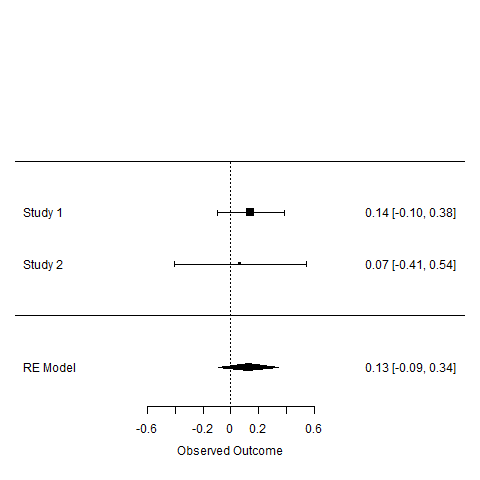 Study 1 0.14 [-0.10, 0.38]
Study 2 0.07 [-0.41, 0.54]
RE Model 0.13 [-0.09, 0.34]
-0.6 -0.2 0 0.2 0.6
Observed Outcome